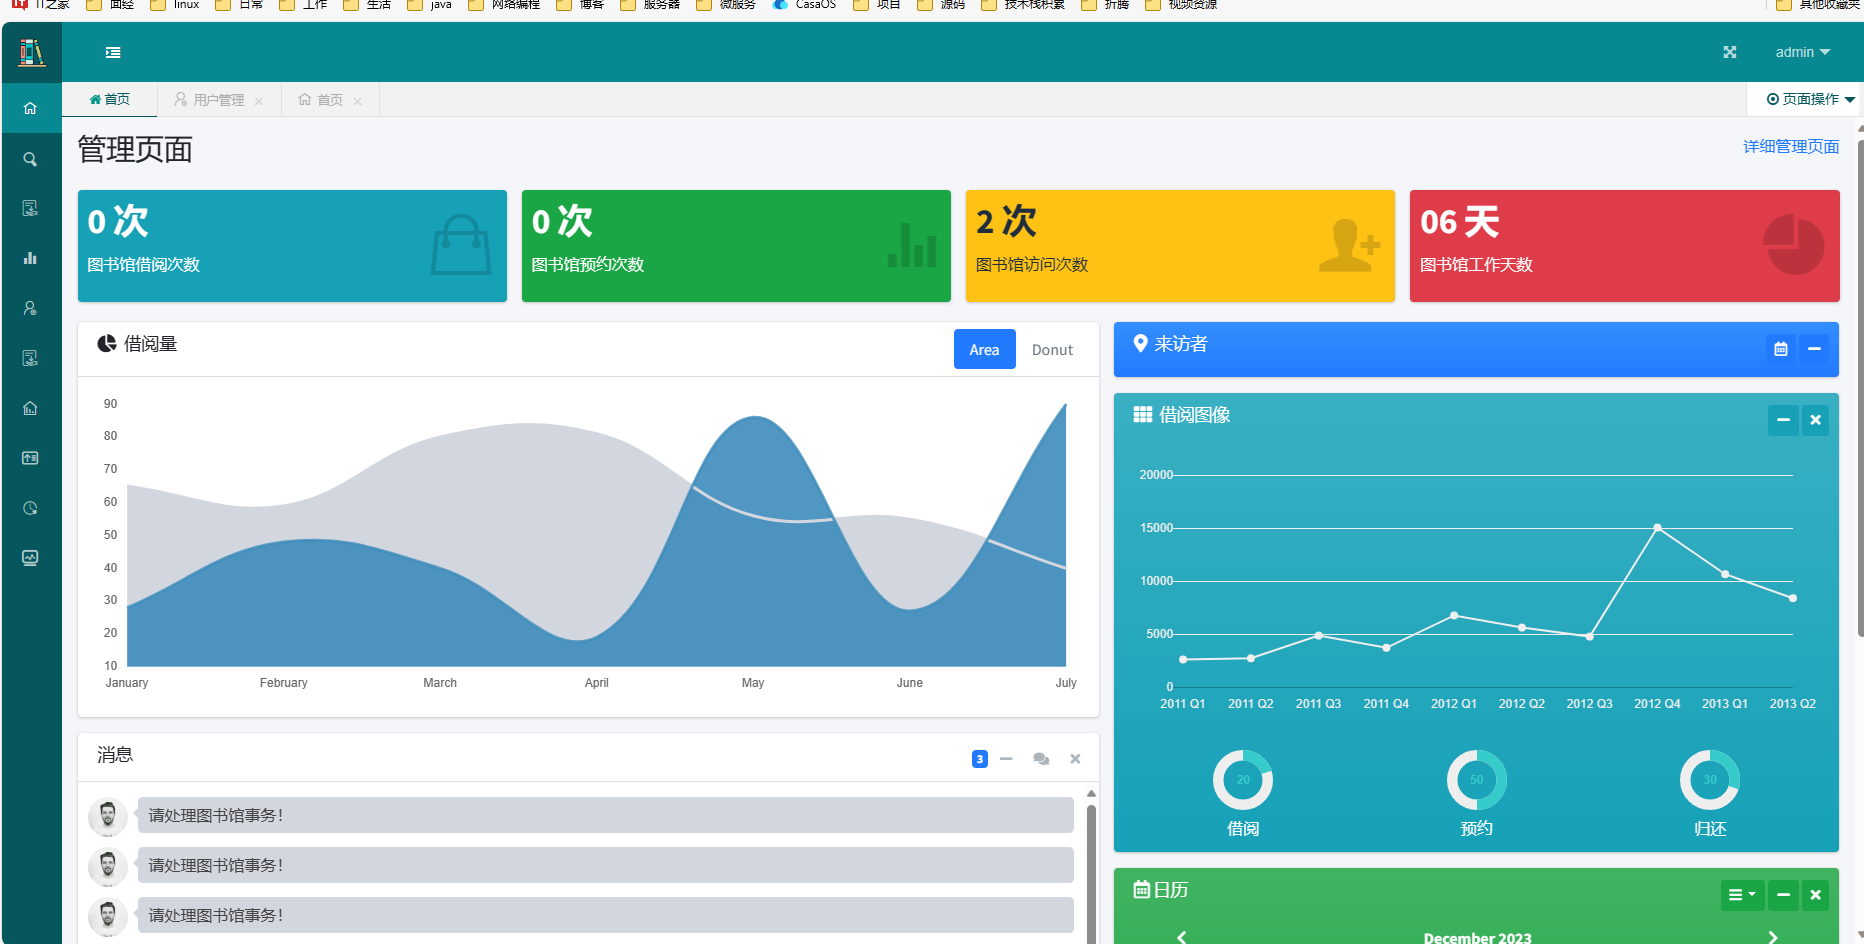 IT之家 面经 linux 日常 工作 生活 java 网络编程 博客 服务器 微服务 CasaOS 项目 源码 技术栈积累 折腾 视频资源 其他收藏夹
admin
首页 用户管理 首页 页面操作
管理页面 详细管理页面
0 次 0 次 2 次 06 天
图书馆借阅次数 图书馆预约次数 图书馆访问次数 图书馆工作天数
借阅量 Area Donut
90
80
70
60
50
40
30
20
10
January February March April May June July
来访者
借阅图像
20000
15000
10000
5000
0
2011 Q1 2011 Q2 2011 Q3 2011 Q4 2012 Q1 2012 Q2 2012 Q3 2012 Q4 2013 Q1 2013 Q2
20 50 30
借阅 预约 归还
消息 3
请处理图书馆事务!
请处理图书馆事务!
请处理图书馆事务!
日历
December 2023